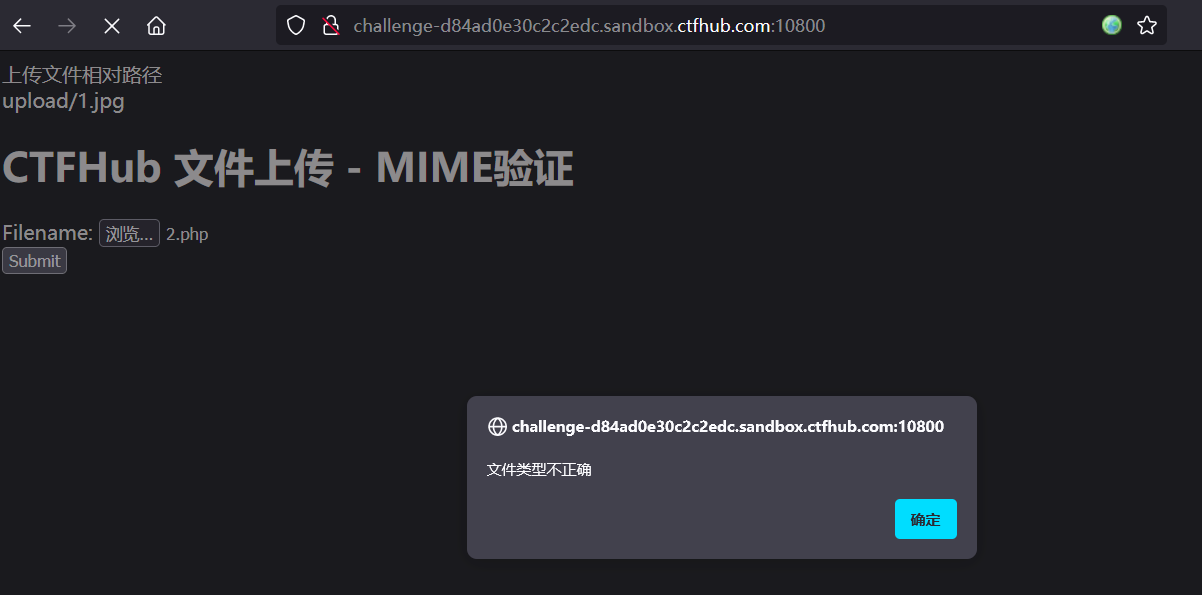 challenge-d84ad0e30c2c2edc.sandbox.ctfhub.com:10800
上传文件相对路径
upload/1.jpg
CTFHub 文件上传 - MIME验证
Filename: 浏览… 2.php
Submit
challenge-d84ad0e30c2c2edc.sandbox.ctfhub.com:10800
文件类型不正确
确定